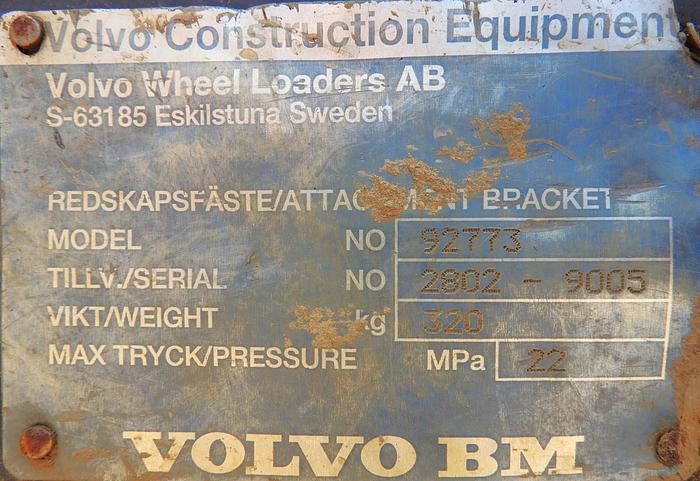 Volvo Construction Equipment
Volvo Wheel Loaders AB
S-63185 Eskilstuna Sweden
REDSKAPSFÄSTE/ATTACHMENT BRACKET
MODEL NO 92773
TILLV./SERIAL NO 2802 - 9005
VIKT/WEIGHT kg 320
MAX TRYCK/PRESSURE MPa 22
VOLVO BM